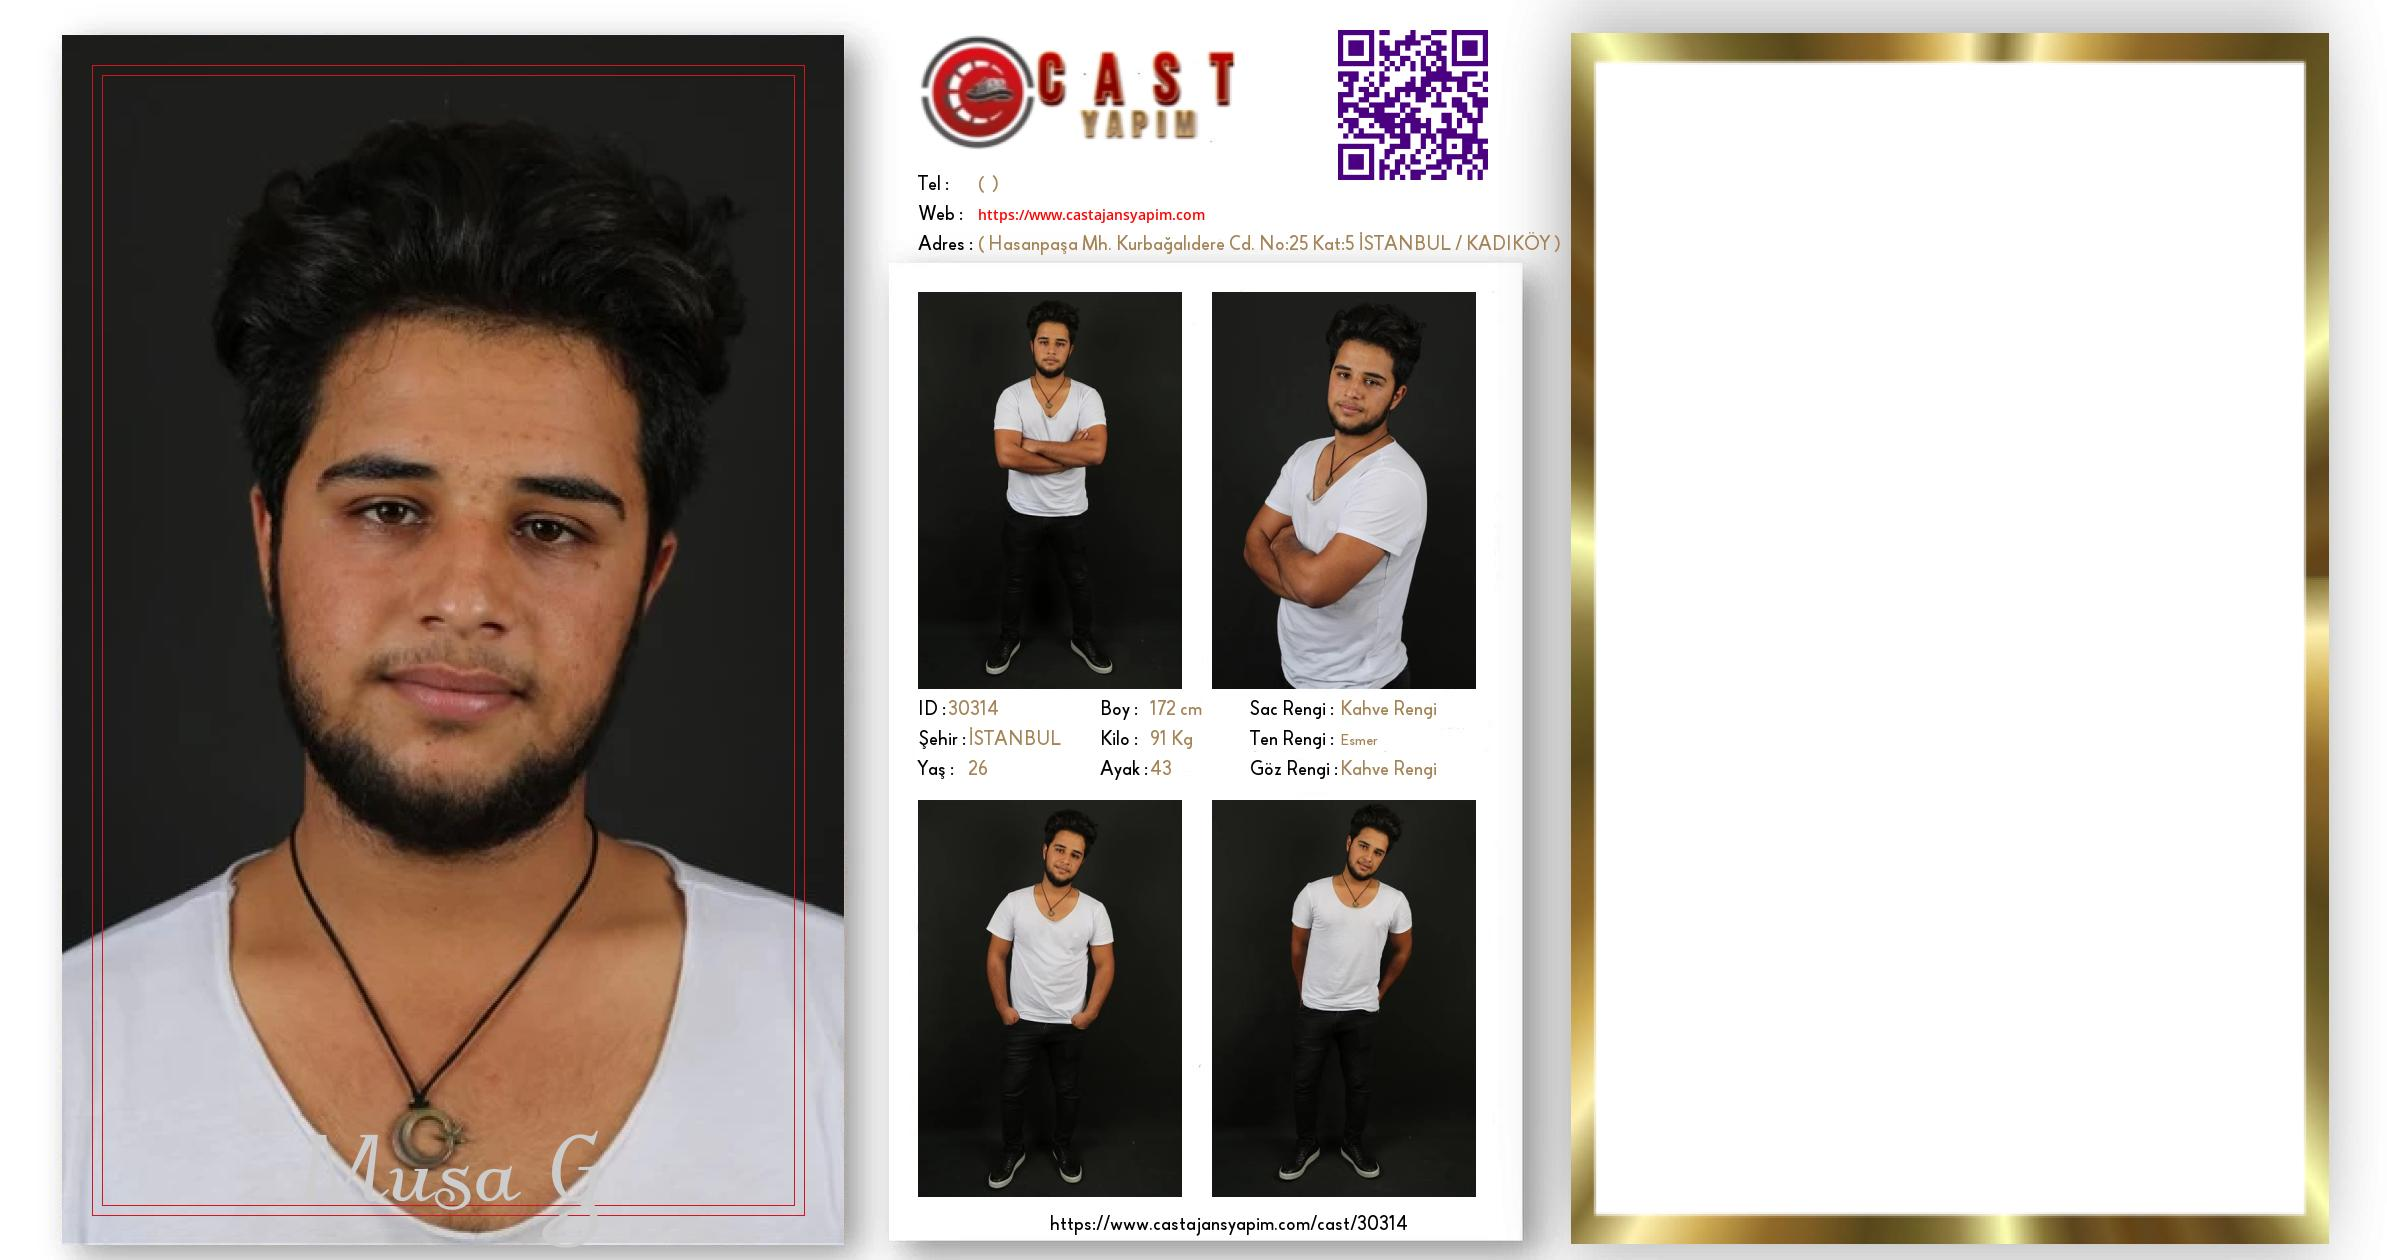 Musa G
CAST
YAPIM
Tel : ( )
Web : https://www.castajansyapim.com
Adres : ( Hasanpaşa Mh. Kurbağalıdere Cd. No:25 Kat:5 İSTANBUL / KADIKÖY )
ID : 30314 Boy : 172 cm Sac Rengi : Kahve Rengi
Şehir : İSTANBUL Kilo : 91 Kg Ten Rengi : Esmer
Yaş : 26 Ayak : 43 Göz Rengi : Kahve Rengi
https://www.castajansyapim.com/cast/30314